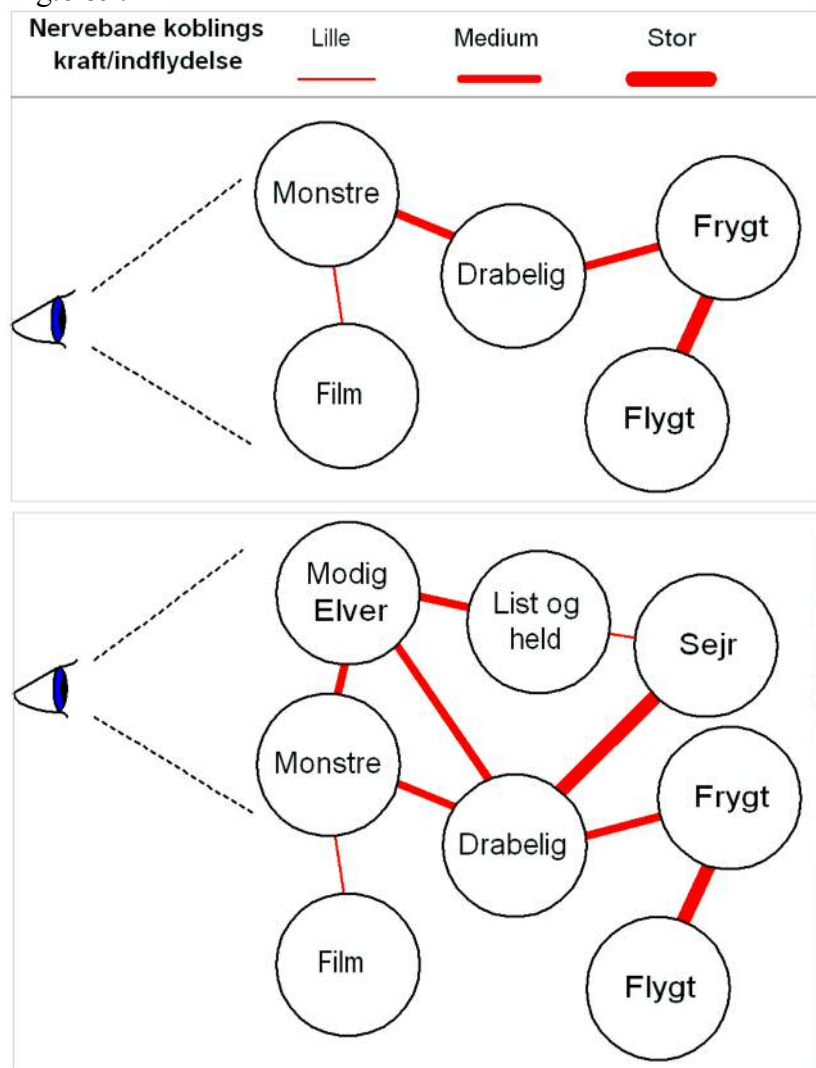 Nervebane koblings
kraft/indflydelse
Lille
Medium
Stor
Monstre
Drabelig
Frygt
Film
Flygt
Modig
Elver
List og
held
Sejr
Monstre
Frygt
Drabelig
Film
Flygt